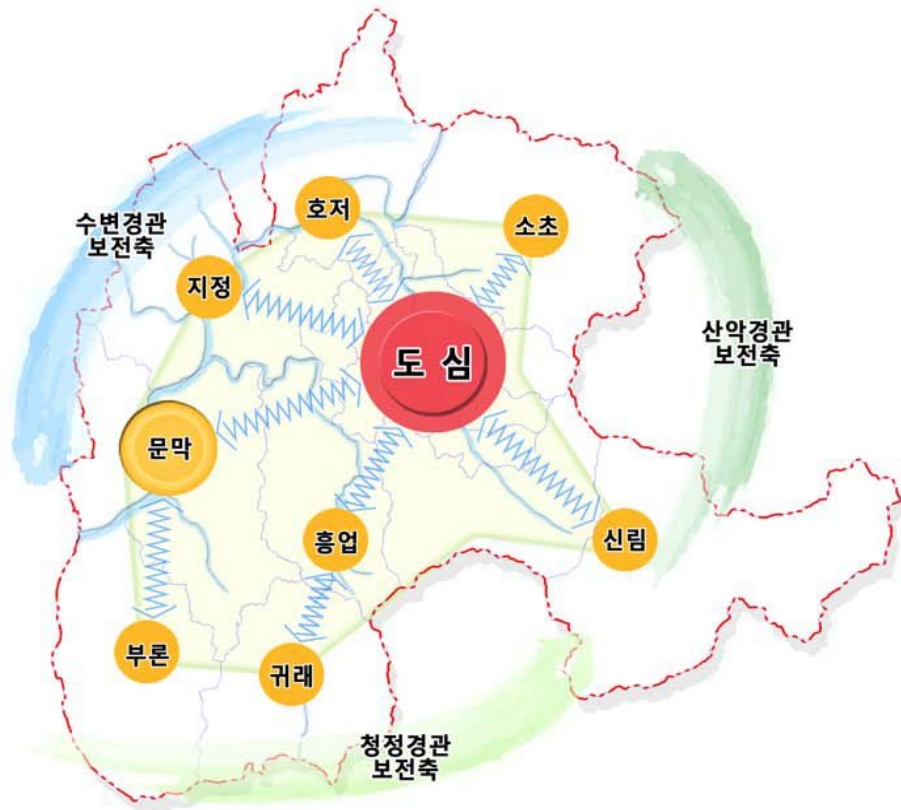 호저
소초
수변경관
보전축
지정
산악경관
보전축
도 심
문막
흥업
신림
부론
귀래
청정경관
보전축